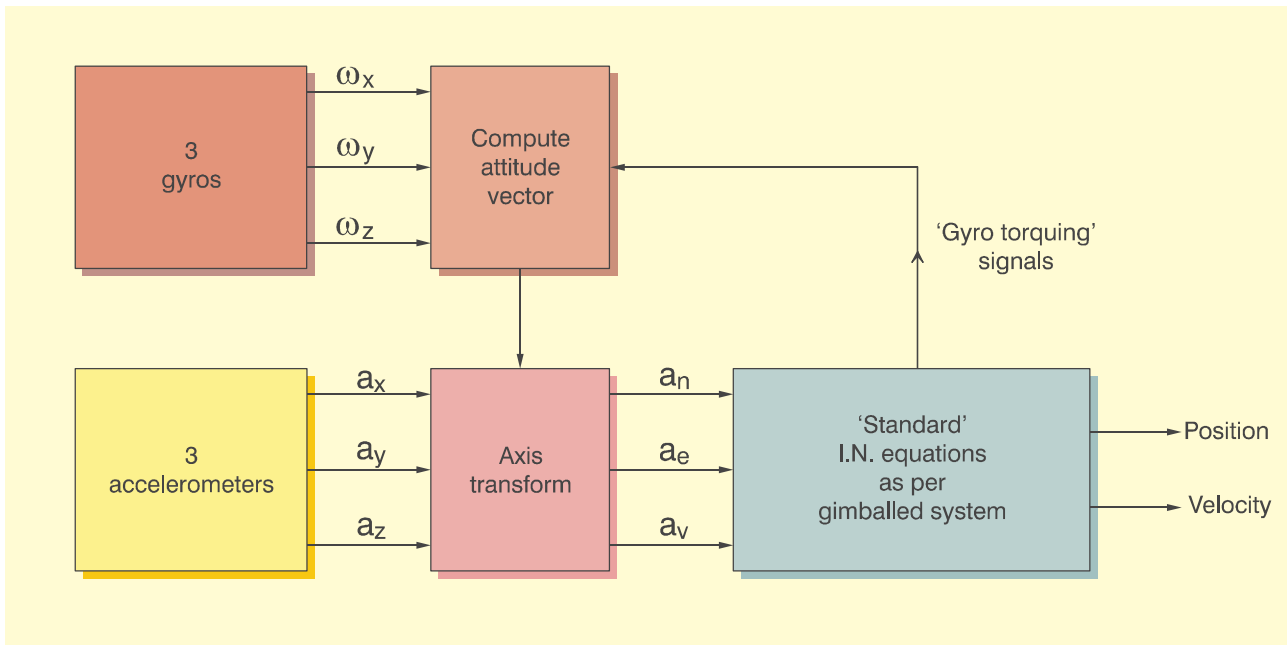 3
gyros
ωx
ωy
ωz
Compute
attitude
vector
'Gyro torquing'
signals
3
accelerometers
ax
ay
az
Axis
transform
an
ae
av
‘Standard’
I.N. equations
as per
gimballed system
Position
Velocity